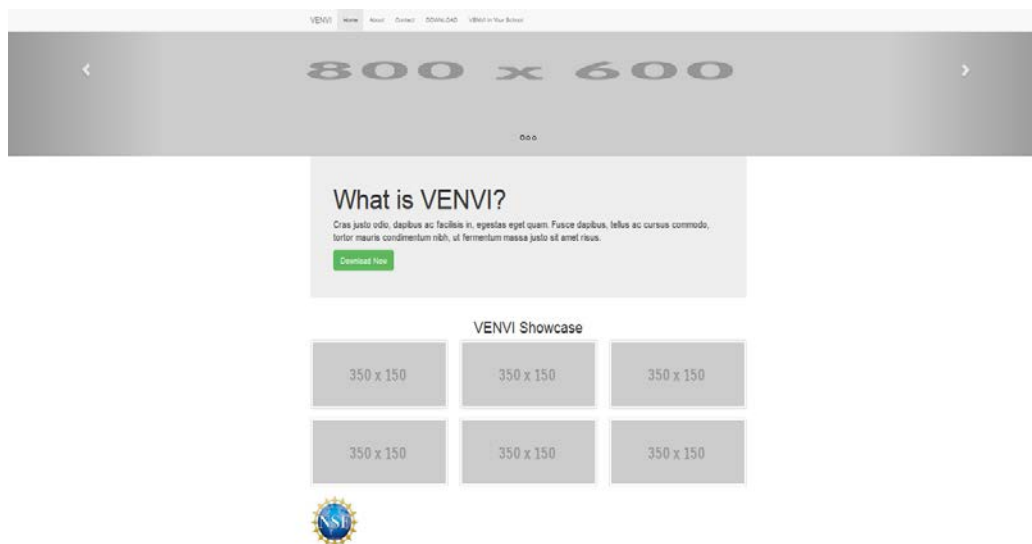 VENVI Home About Contact DOWNLOAD VENVI in Your School
800 x 600
What is VENVI?
Cras justo odio, dapibus ac facilisis in, egestas eget quam. Fusce dapibus, tellus ac cursus commodo,
tortor mauris condimentum nibh, ut fermentum massa justo sit amet risus.
Download Now
VENVI Showcase
350 x 150 350 x 150 350 x 150
350 x 150 350 x 150 350 x 150
NSF